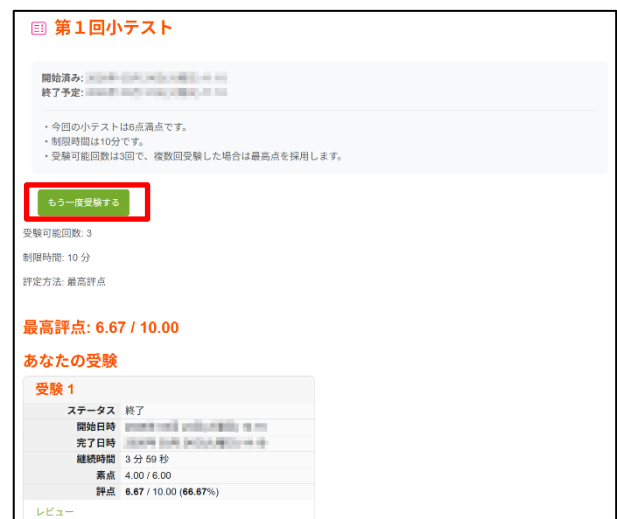 第１回小テスト
開始済み:
終了予定:
・今回の小テストは6点満点です。
・制限時間は10分です。
・受験可能回数は3回で、複数回受験した場合は最高点を採用します。
もう一度受験する
受験可能回数: 3
制限時間: 10 分
評定方法: 最高評点
最高評点: 6.67 / 10.00
あなたの受験
受験 1
ステータス 終了
開始日時
完了日時
継続時間 3 分 59 秒
素点 4.00 / 6.00
評点 6.67 / 10.00 (66.67%)
レビュー